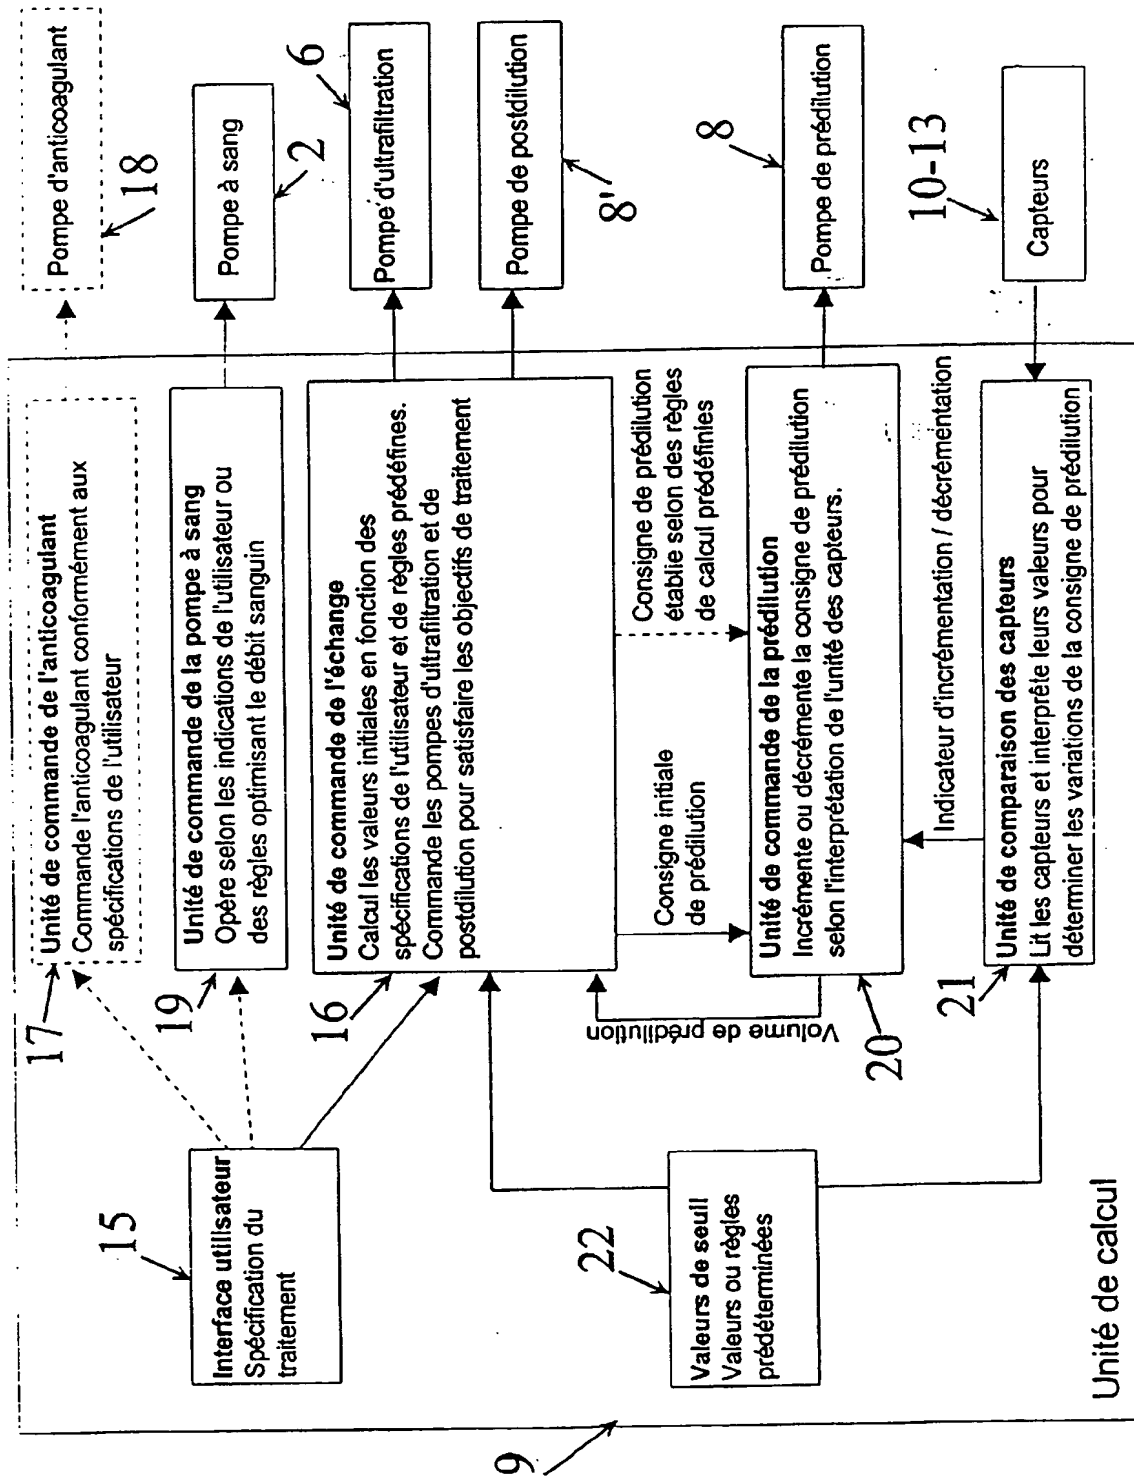 17
Unité de commande de l'anticoagulant
Commande l'anticoagulant conformément aux
spécifications de l'utilisateur
Pompe d'anticoagulant
18
19
Unité de commande de la pompe à sang
Opère selon les indications de l'utilisateur ou
des règles optimisant le débit sanguin
Pompe à sang
2
15
Interface utilisateur
Spécification du
traitement
16
Unité de commande de l'échange
Calcul les valeurs initiales en fonction des
spécifications de l'utilisateur et de règles prédéfines.
Commande les pompes d'ultrafiltration et de
postdilution pour satisfaire les objectifs de traitement
Pompe d'ultrafiltration
6
Pompe de postdilution
8'
Consigne initiale
de prédilution
Consigne de prédilution
établie selon des règles
de calcul prédéfinies
Volume de prédilution
20
Unité de commande de la prédilution
Incrémente ou décrémente la consigne de prédilution
selon l'interprétation de l'unité des capteurs.
Pompe de prédilution
8
22
Valeurs de seuil
Valeurs ou règles
prédéterminées
Indicateur d'incrémentation / décrémentation
21
Unité de comparaison des capteurs
Lit les capteurs et interprête leurs valeurs pour
déterminer les variations de la consigne de prédilution
Capteurs
10-13
9
Unité de calcul